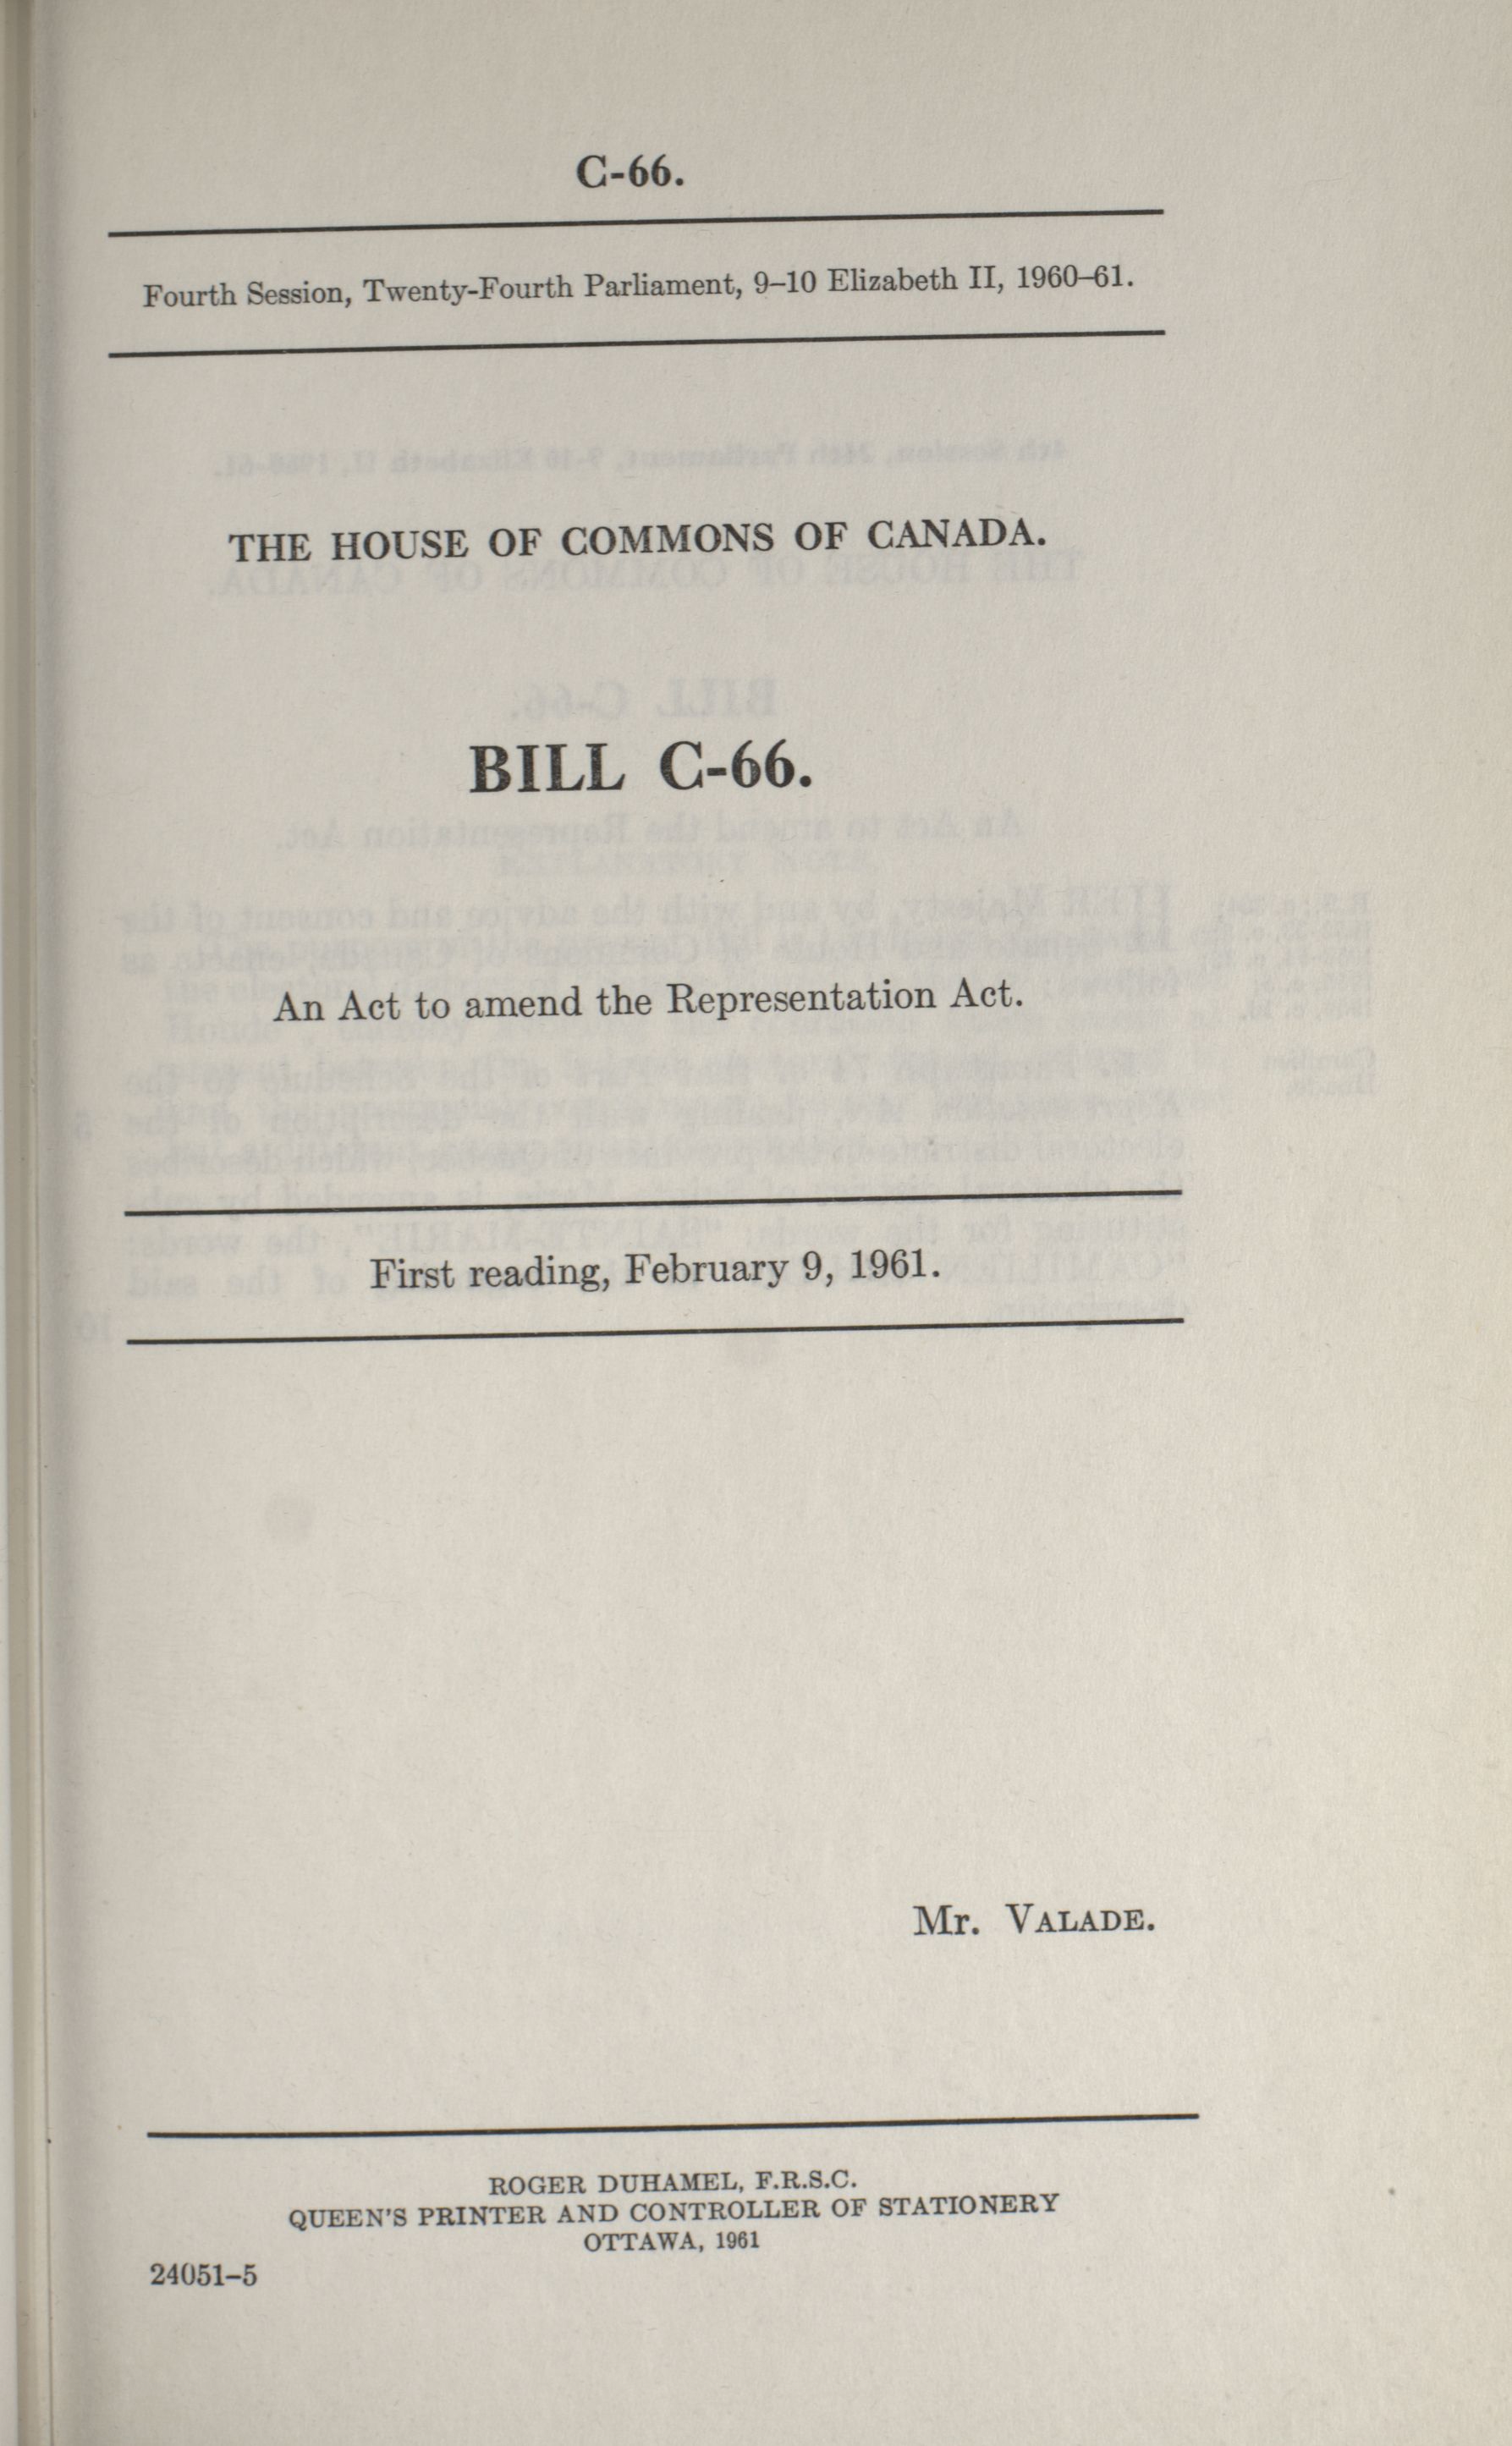 C-66.
Fourth Session, Twenty-Fourth Parliament, 9–10 Elizabeth II, 1960–61.
THE HOUSE OF COMMONS OF CANADA.
BILL C-66.
An Act to amend the Representation Act.
First reading, February 9, 1961.
Mr. VALADE.
ROGER DUHAMEL, F.R.S.C.
QUEEN'S PRINTER AND CONTROLLER OF STATIONERY
OTTAWA, 1961
24051–5